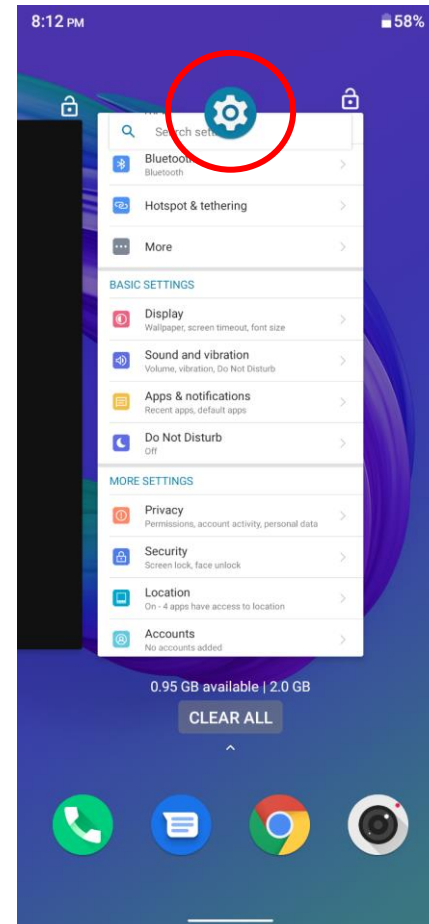 8:12 PM 58%
Search sett
Bluetooth
Bluetooth
Hotspot & tethering
More
BASIC SETTINGS
Display
Wallpaper, screen timeout, font size
Sound and vibration
Volume, vibration, Do Not Disturb
Apps & notifications
Recent apps, default apps
Do Not Disturb
Off
MORE SETTINGS
Privacy
Permissions, account activity, personal data
Security
Screen lock, face unlock
Location
On - 4 apps have access to location
Accounts
No accounts added
0.95 GB available | 2.0 GB
CLEAR ALL